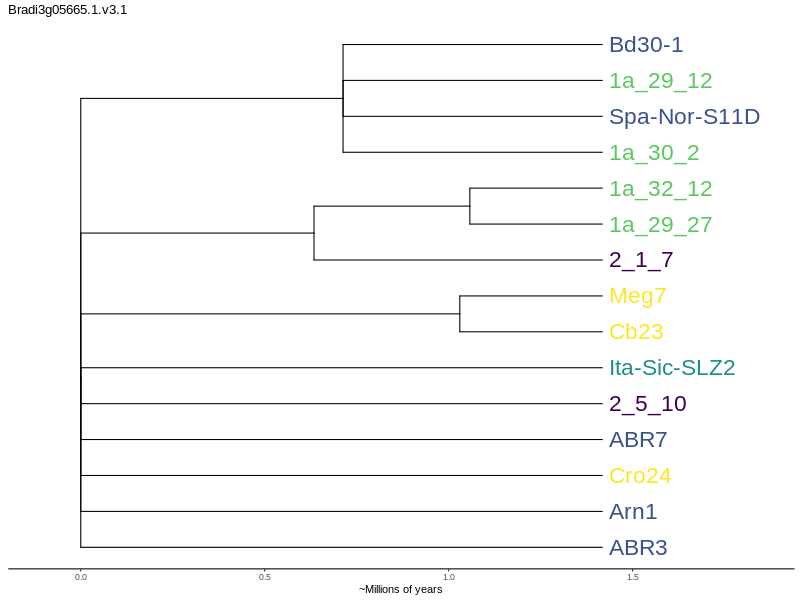 Bradi3g05665.1.v3.1
Bd30-1
1a_29_12
Spa-Nor-S11D
1a_30_2
1a_32_12
1a_29_27
2_1_7
Meg7
Cb23
Ita-Sic-SLZ2
2_5_10
ABR7
Cro24
Arn1
ABR3
0.0 0.5 1.0 1.5
~Millions of years